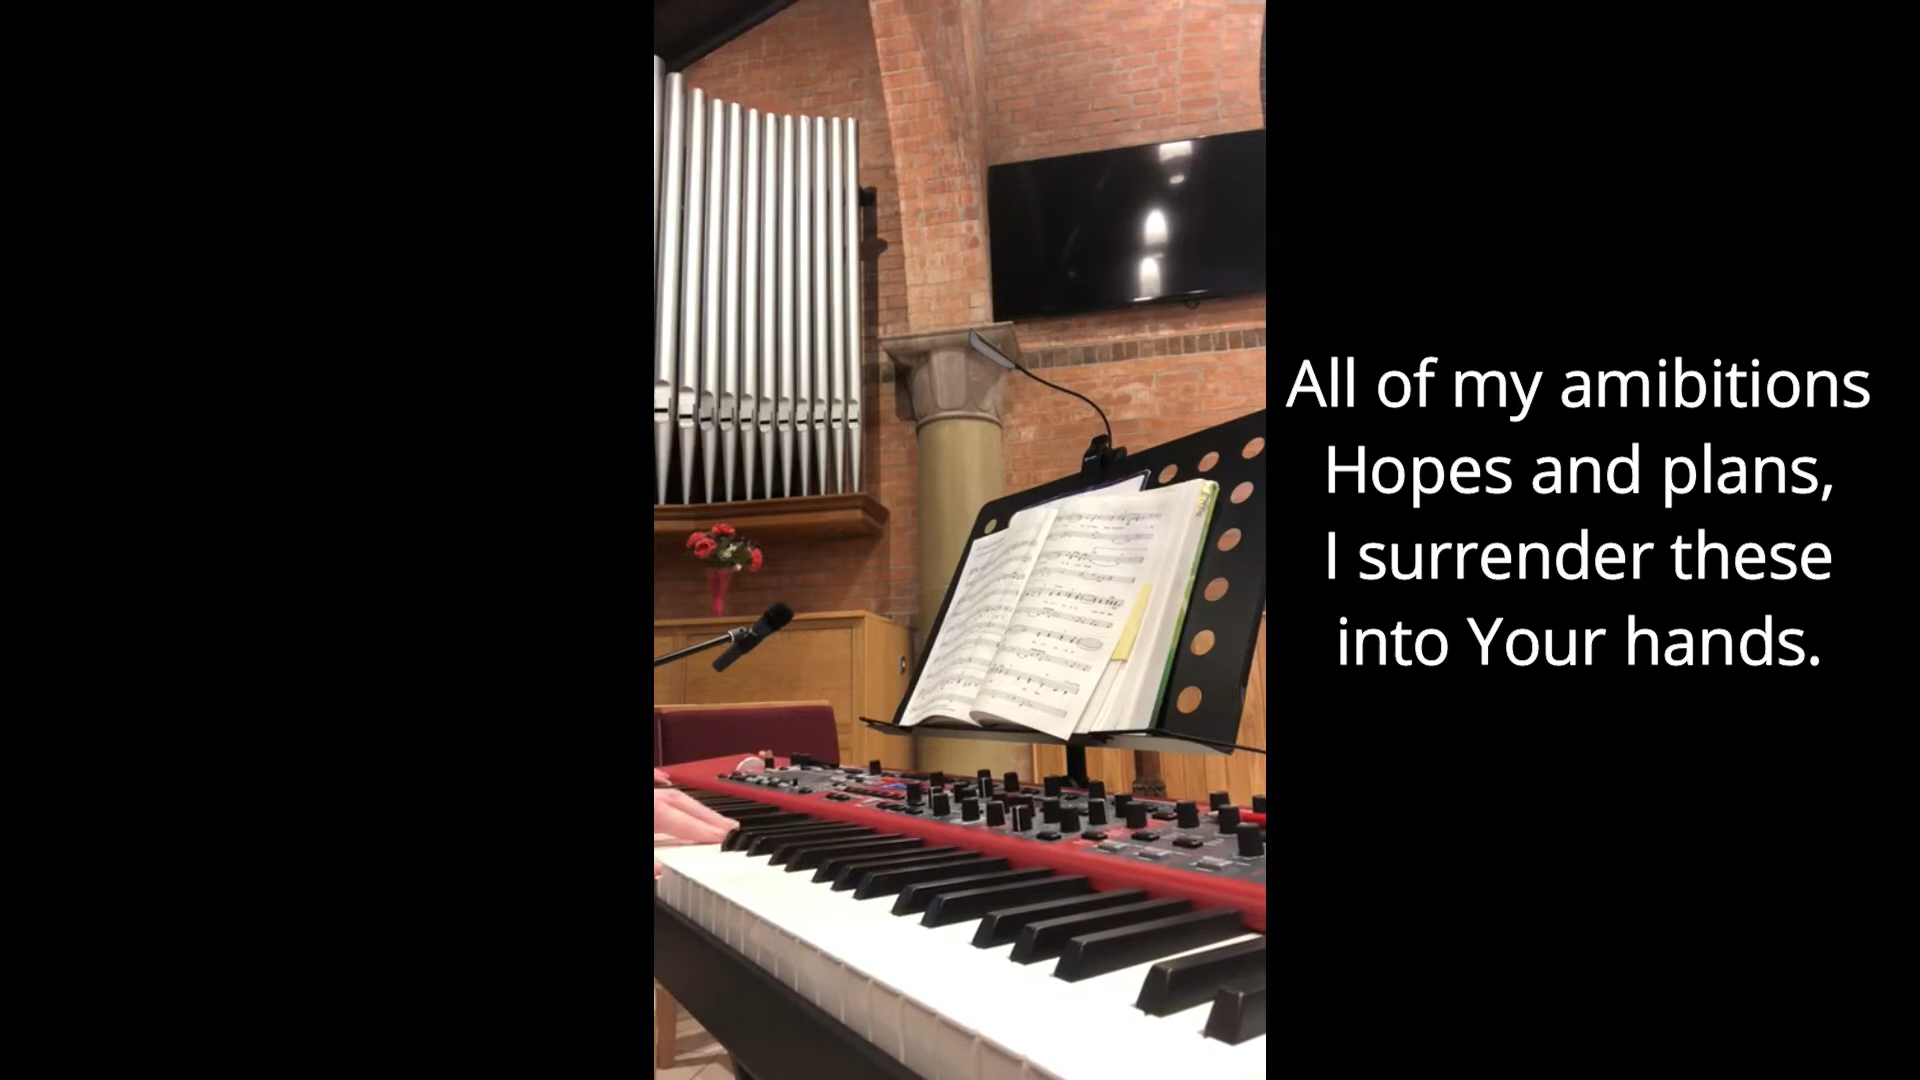 All of my amibitions
Hopes and plans,
I surrender these
into Your hands.